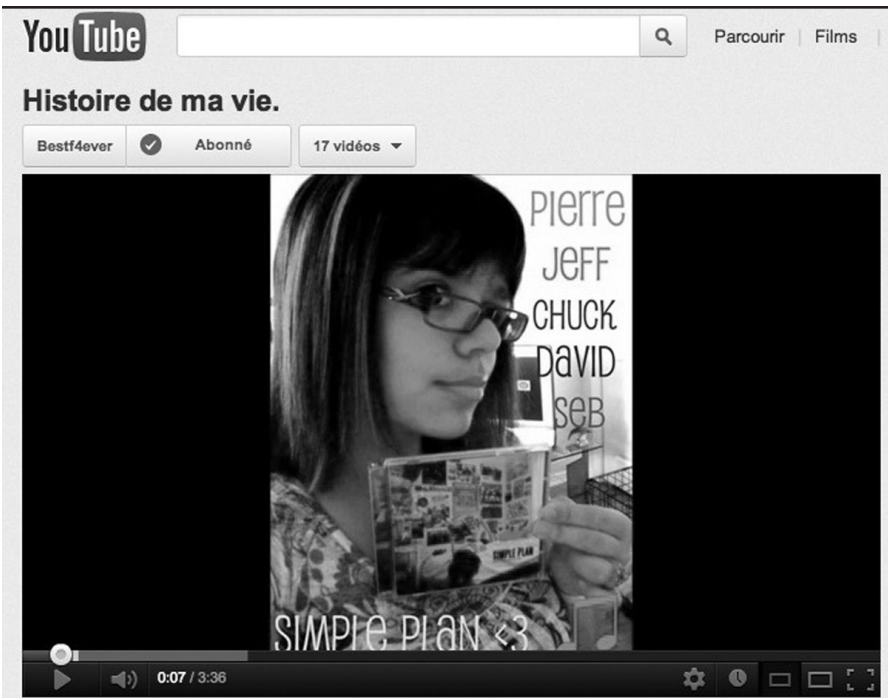 YouTube
Parcourir | Films |
Histoire de ma vie.
Bestf4ever
Abonné
17 vidéos
PIerre
JeFF
CHUCK
DaVID
SeB
SIMPLE PLAN
SIMPle PlaN <3
0:07 / 3:36